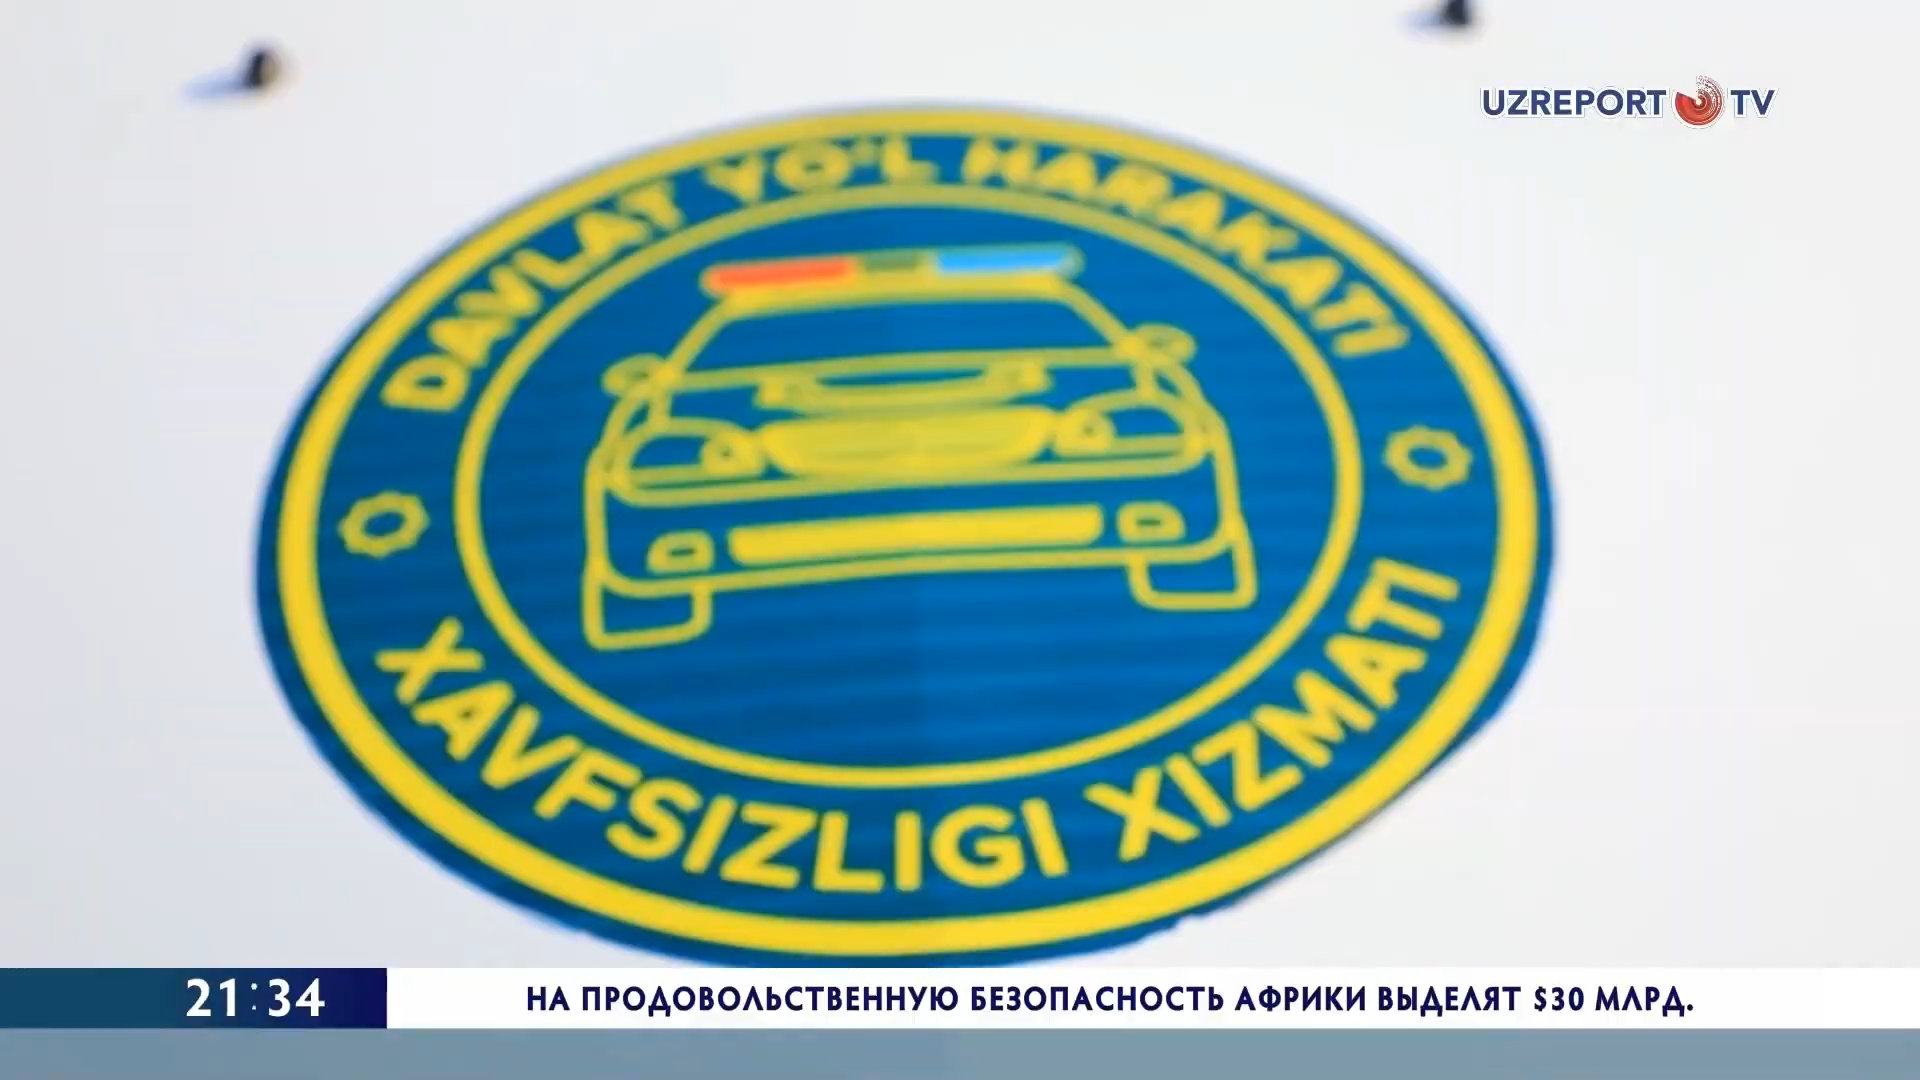 UZREPORT TV
DAVLAT YO'L HARAKATI
XAVFSIZLIGI XIZMATI
21:34
НА ПРОДОВОЛЬСТВЕННУЮ БЕЗОПАСНОСТЬ АФРИКИ ВЫДЕЛЯТ $30 МЛРД.